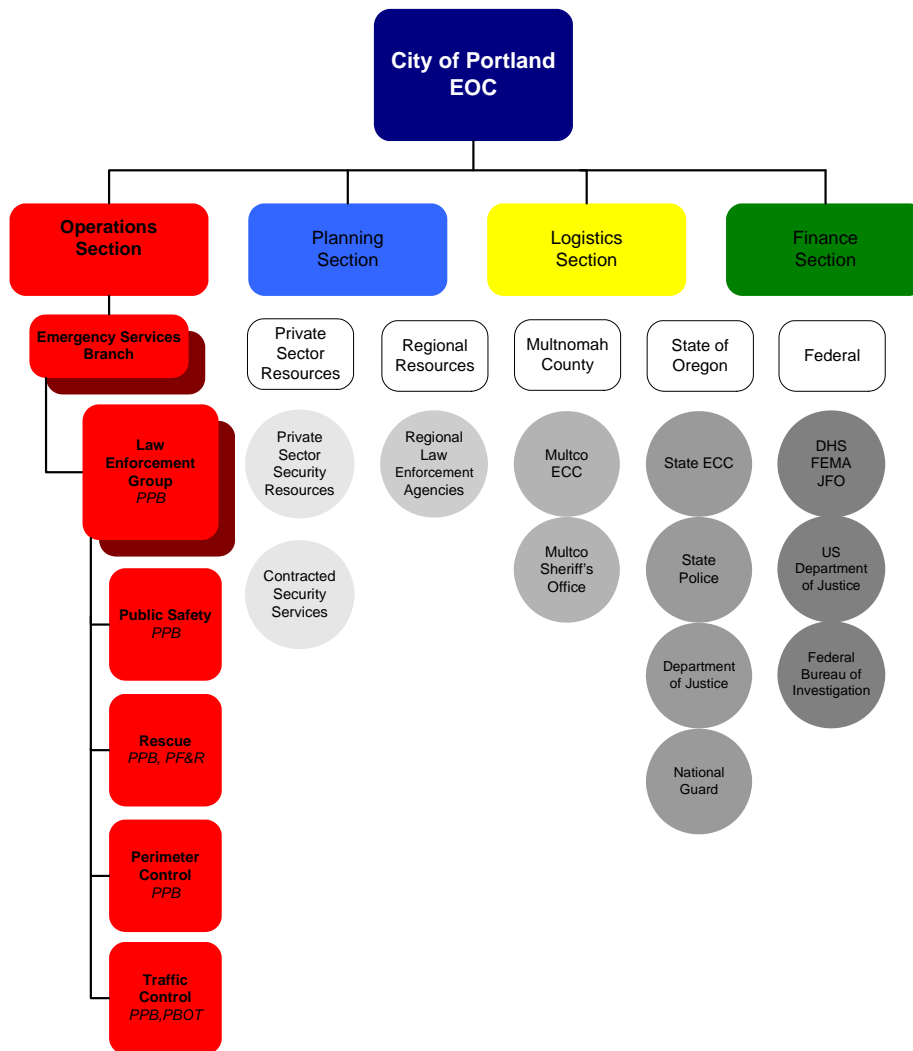 City of Portland
EOC
Operations
Section
Planning
Section
Logistics
Section
Finance
Section
Emergency Services
Branch
Private
Sector
Resources
Regional
Resources
Multnomah
County
State of
Oregon
Federal
Law
Enforcement
Group
PPB
Private
Sector
Security
Resources
Regional
Law
Enforcement
Agencies
Multco
ECC
State ECC
DHS
FEMA
JFO
Contracted
Security
Services
Multco
Sheriff's
Office
State
Police
US
Department
of Justice
Public Safety
PPB
Department
of Justice
Federal
Bureau of
Investigation
Rescue
PPB, PF&R
National
Guard
Perimeter
Control
PPB
Traffic
Control
PPB,PBOT